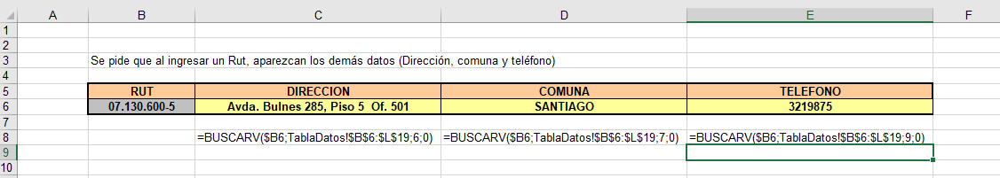 A B C D E F
1
2
3 Se pide que al ingresar un Rut, aparezcan los demás datos (Dirección, comuna y teléfono)
4
5 RUT DIRECCION COMUNA TELEFONO
6 07.130.600-5 Avda. Bulnes 285, Piso 5 Of. 501 SANTIAGO 3219875
7
8 =BUSCARV($B6;TablaDatos!$B$6:$L$19;6;0) =BUSCARV($B6;TablaDatos!$B$6:$L$19;7;0) =BUSCARV($B6;TablaDatos!$B$6:$L$19;9;0)
9
10